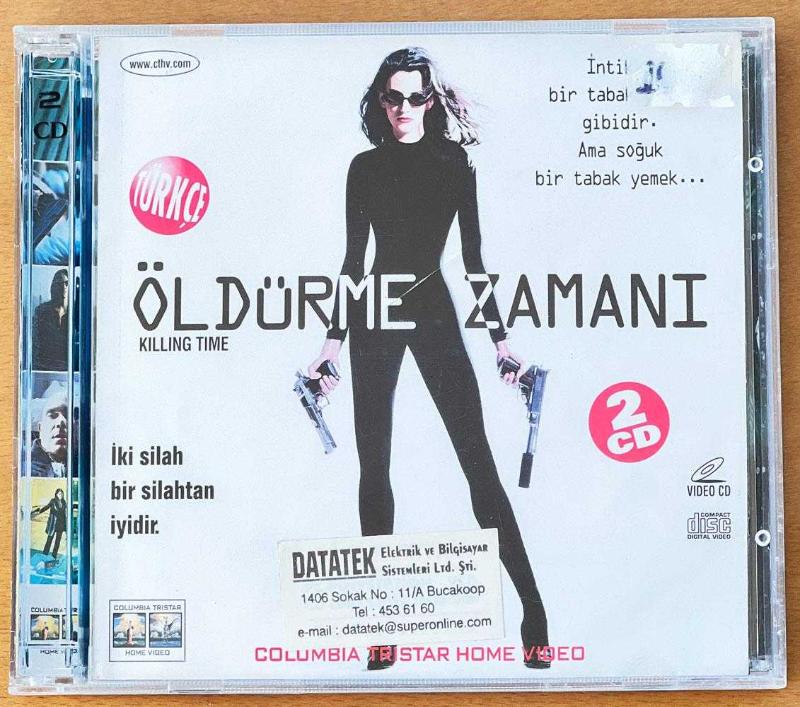 www.cthv.com
2
CD
bir tabak
gibidir.
Ama soğuk
bir tabak yemek...
TÜRKÇE
ÖLDÜRME ZAMANI
KILLING TIME
2
CD
İki silah
bir silahtan
iyidir.
VIDEO CD
COMPACT
disc
DIGITAL VIDEO
DATATEK Elektrik ve Bilgisayar
Sistemleri Ltd. Şti.
1406 Sokak No : 11/A Bucakoop
Tel : 453 61 60
e-mail : datatek@superonline.com
COLUMBIA TRISTAR
HOME VIDEO
COLUMBIA TRISTAR HOME VIDEO
COLUMBIA TRISTAR